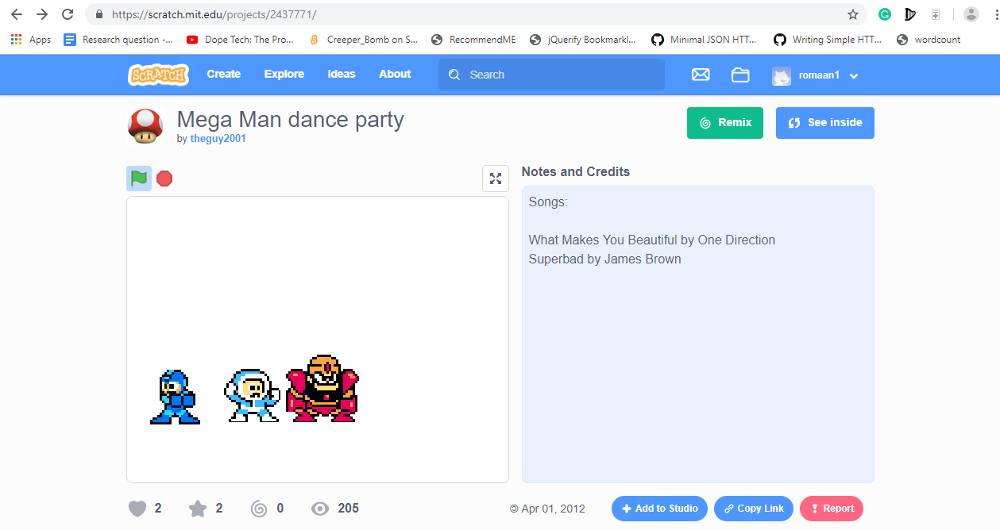 https://scratch.mit.edu/projects/2437771/
Apps Research question -... Dope Tech: The Pro... Creeper_Bomb on S... RecommendME jQuerify Bookmarkl... Minimal JSON HTT... Writing Simple HTT... wordcount
SCRATCH Create Explore Ideas About Search romaan1
Mega Man dance party
by theguy2001
Remix See inside
Notes and Credits
Songs:
What Makes You Beautiful by One Direction
Superbad by James Brown
2 2 0 205 © Apr 01, 2012 Add to Studio Copy Link Report